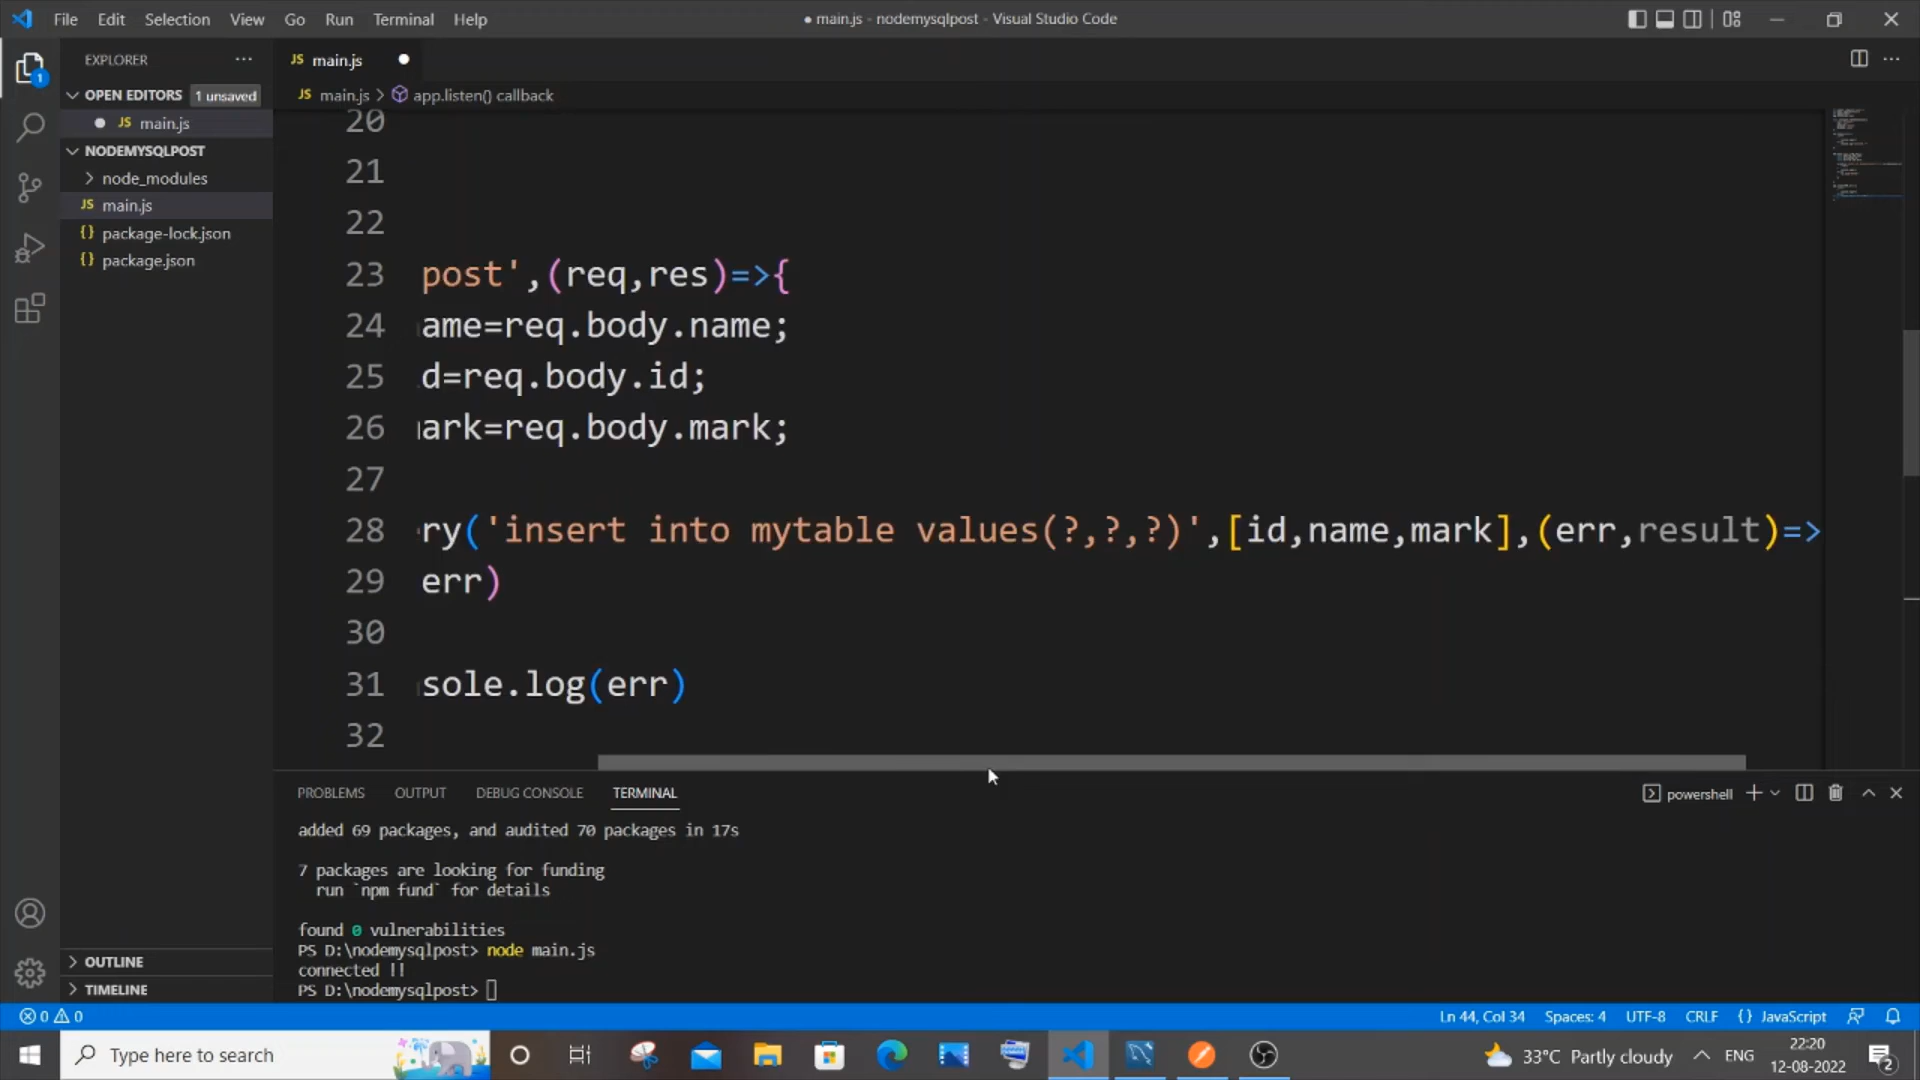 File Edit Selection View Go Run Terminal Help
● main.js - nodemysqlpost - Visual Studio Code
EXPLORER
OPEN EDITORS 1 unsaved
JS main.js
NODEMYSQLPOST
node_modules
JS main.js
{} package-lock.json
{} package.json
OUTLINE
TIMELINE
1
JS main.js
JS main.js > app.listen() callback
20
21
22
23 post',(req,res)=>{
24 ame=req.body.name;
25 d=req.body.id;
26 ark=req.body.mark;
27
28 ry('insert into mytable values(?,?,?)',[id,name,mark],(err,result)=>
29 err)
30
31 sole.log(err)
32
PROBLEMS OUTPUT DEBUG CONSOLE TERMINAL
powershell
added 69 packages, and audited 70 packages in 17s
7 packages are looking for funding
run `npm fund` for details
found 0 vulnerabilities
PS D:\nodemysqlpost> node main.js
connected !!
PS D:\nodemysqlpost>
0 0
Ln 44, Col 34 Spaces: 4 UTF-8 CRLF {} JavaScript
Type here to search
33°C Partly cloudy
ENG
22:20
12-08-2022
2